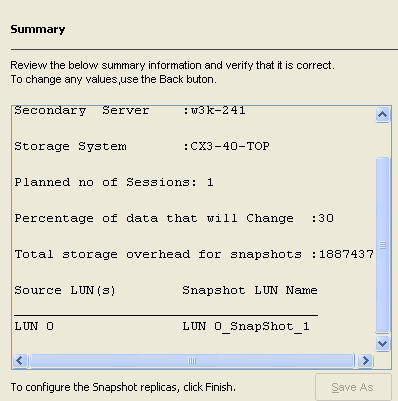 Summary
Review the below summary information and verify that it is correct.
To change any values,use the Back buton.
Secondary Server :w3k-241
Storage System :CX3-40-TOP
Planned no of Sessions: 1
Percentage of data that will Change :30
Total storage overhead for snapshots :1887437
Source LUN(s) Snapshot LUN Name
LUN 0 LUN 0_SnapShot_1
To configure the Snapshot replicas, click Finish.
Save As